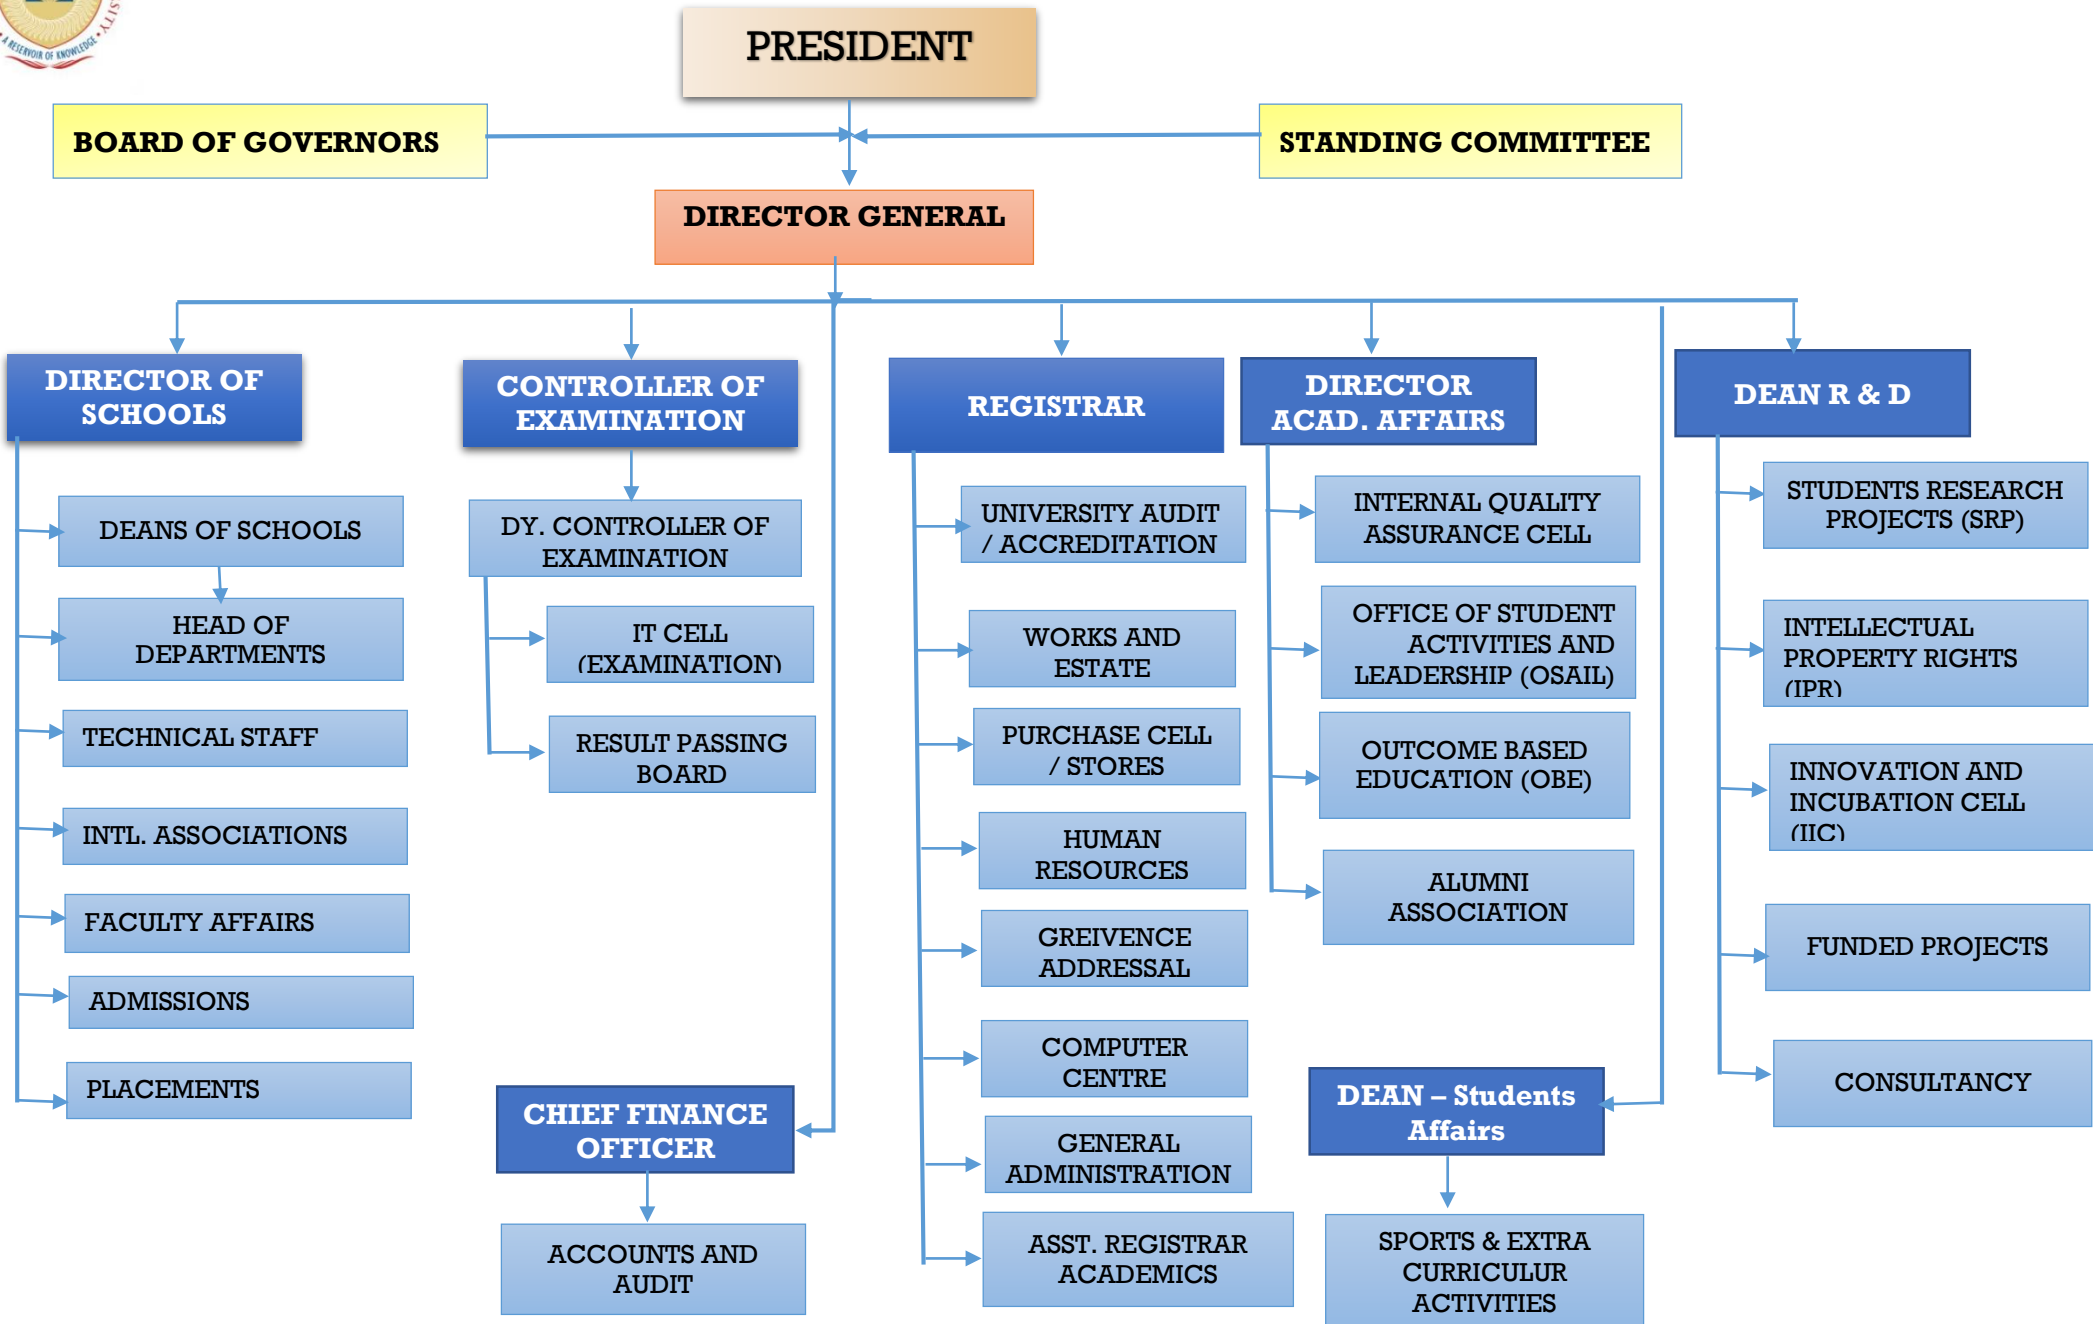 SITY
• A RESERVOIR OF KNOWLEDGE •
PRESIDENT
BOARD OF GOVERNORS
STANDING COMMITTEE
DIRECTOR GENERAL
DIRECTOR OF
SCHOOLS
DEANS OF SCHOOLS
HEAD OF
DEPARTMENTS
TECHNICAL STAFF
INTL. ASSOCIATIONS
FACULTY AFFAIRS
ADMISSIONS
PLACEMENTS
CONTROLLER OF
EXAMINATION
DY. CONTROLLER OF
EXAMINATION
IT CELL
(EXAMINATION)
RESULT PASSING
BOARD
CHIEF FINANCE
OFFICER
ACCOUNTS AND
AUDIT
REGISTRAR
UNIVERSITY AUDIT
/ ACCREDITATION
WORKS AND
ESTATE
PURCHASE CELL
/ STORES
HUMAN
RESOURCES
GREIVENCE
ADDRESSAL
COMPUTER
CENTRE
GENERAL
ADMINISTRATION
ASST. REGISTRAR
ACADEMICS
DIRECTOR
ACAD. AFFAIRS
INTERNAL QUALITY
ASSURANCE CELL
OFFICE OF STUDENT
ACTIVITIES AND
LEADERSHIP (OSAIL)
OUTCOME BASED
EDUCATION (OBE)
ALUMNI
ASSOCIATION
DEAN – Students
Affairs
SPORTS & EXTRA
CURRICULUR
ACTIVITIES
DEAN R & D
STUDENTS RESEARCH
PROJECTS (SRP)
INTELLECTUAL
PROPERTY RIGHTS
(IPR)
INNOVATION AND
INCUBATION CELL
(IIC)
FUNDED PROJECTS
CONSULTANCY